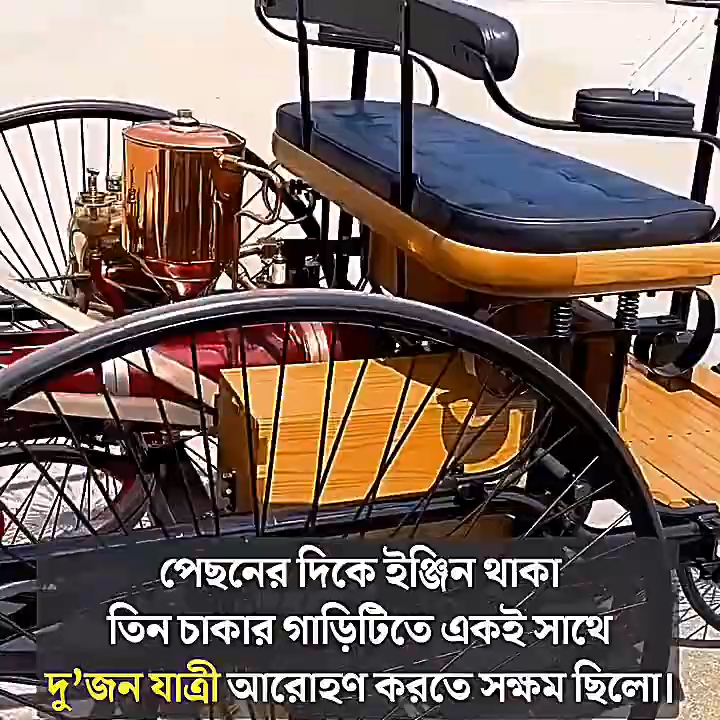 পেছনের দিকে ইঞ্জিন থাকা
তিন চাকার গাড়িটিতে একই সাথে
দু’জন যাত্রী আরোহণ করতে সক্ষম ছিলো।